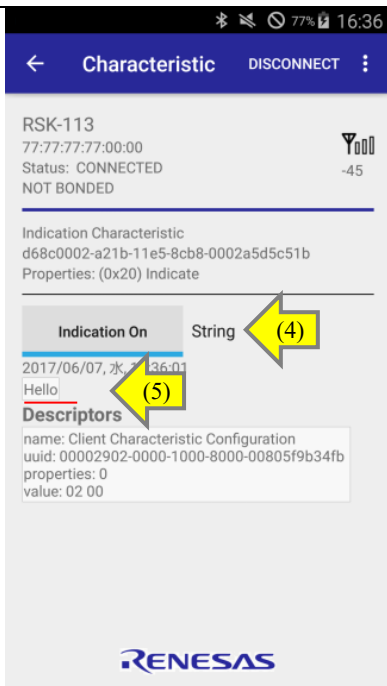 77% 16:36
Characteristic DISCONNECT
RSK-113
77:77:77:77:00:00
Status: CONNECTED
-45
NOT BONDED
Indication Characteristic
d68c0002-a21b-11e5-8cb8-0002a5d5c51b
Properties: (0x20) Indicate
Indication On String (4)
2017/06/07, 水, 36:01
Hello (5)
Descriptors
name: Client Characteristic Configuration
uuid: 00002902-0000-1000-8000-00805f9b34fb
properties: 0
value: 02 00
RENESAS